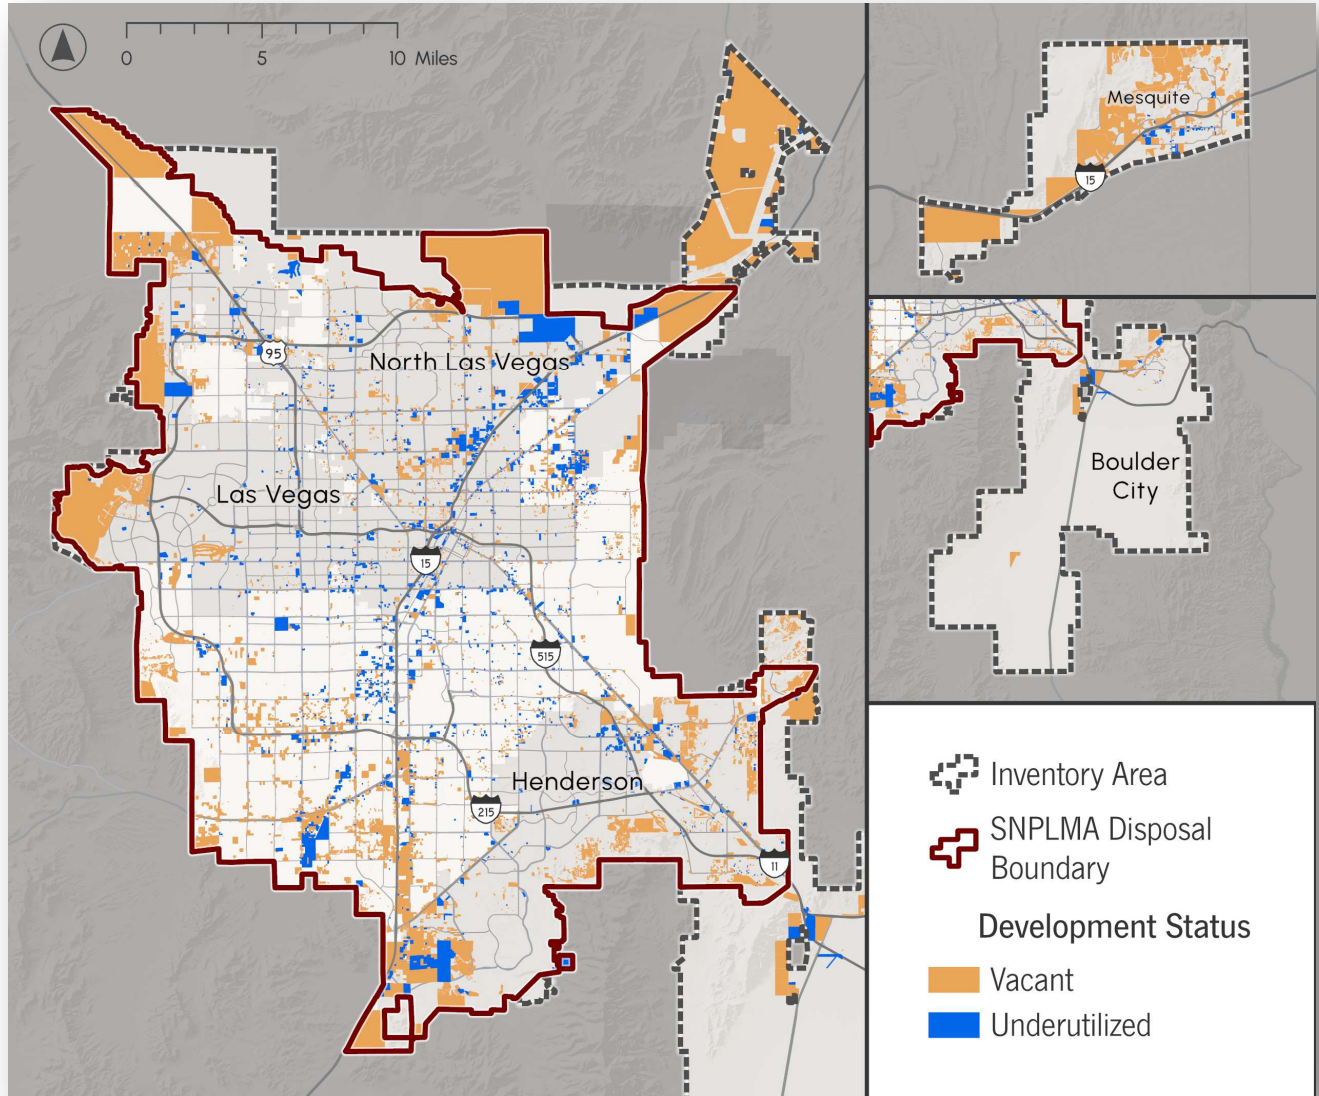 0 5 10 Miles
95
North Las Vegas
Las Vegas
15
515
Henderson
215
11
Mesquite
15
Boulder
City
Inventory Area
SNPLMA Disposal
Boundary
Development Status
Vacant
Underutilized